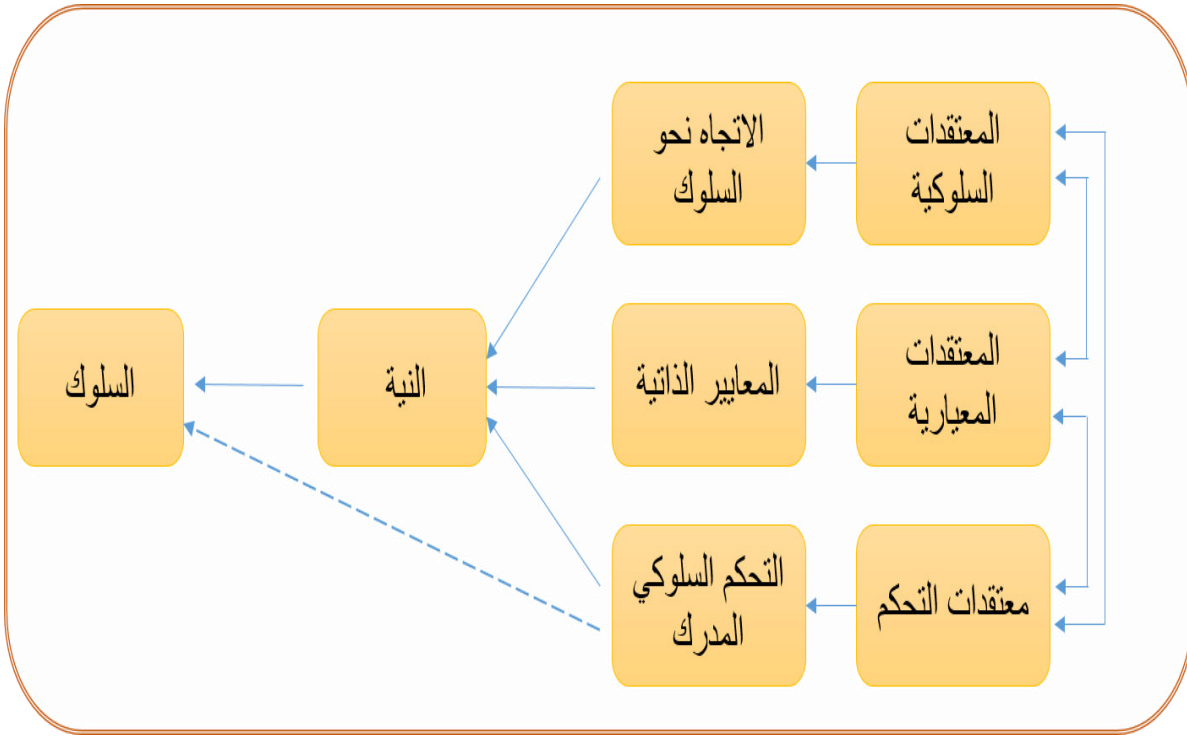 المعتقدات
السلوكية
الاتجاه نحو
السلوك
المعتقدات
المعيارية
المعايير الذاتية
النية
السلوك
معتقدات التحكم
التحكم السلوكي
المدرك